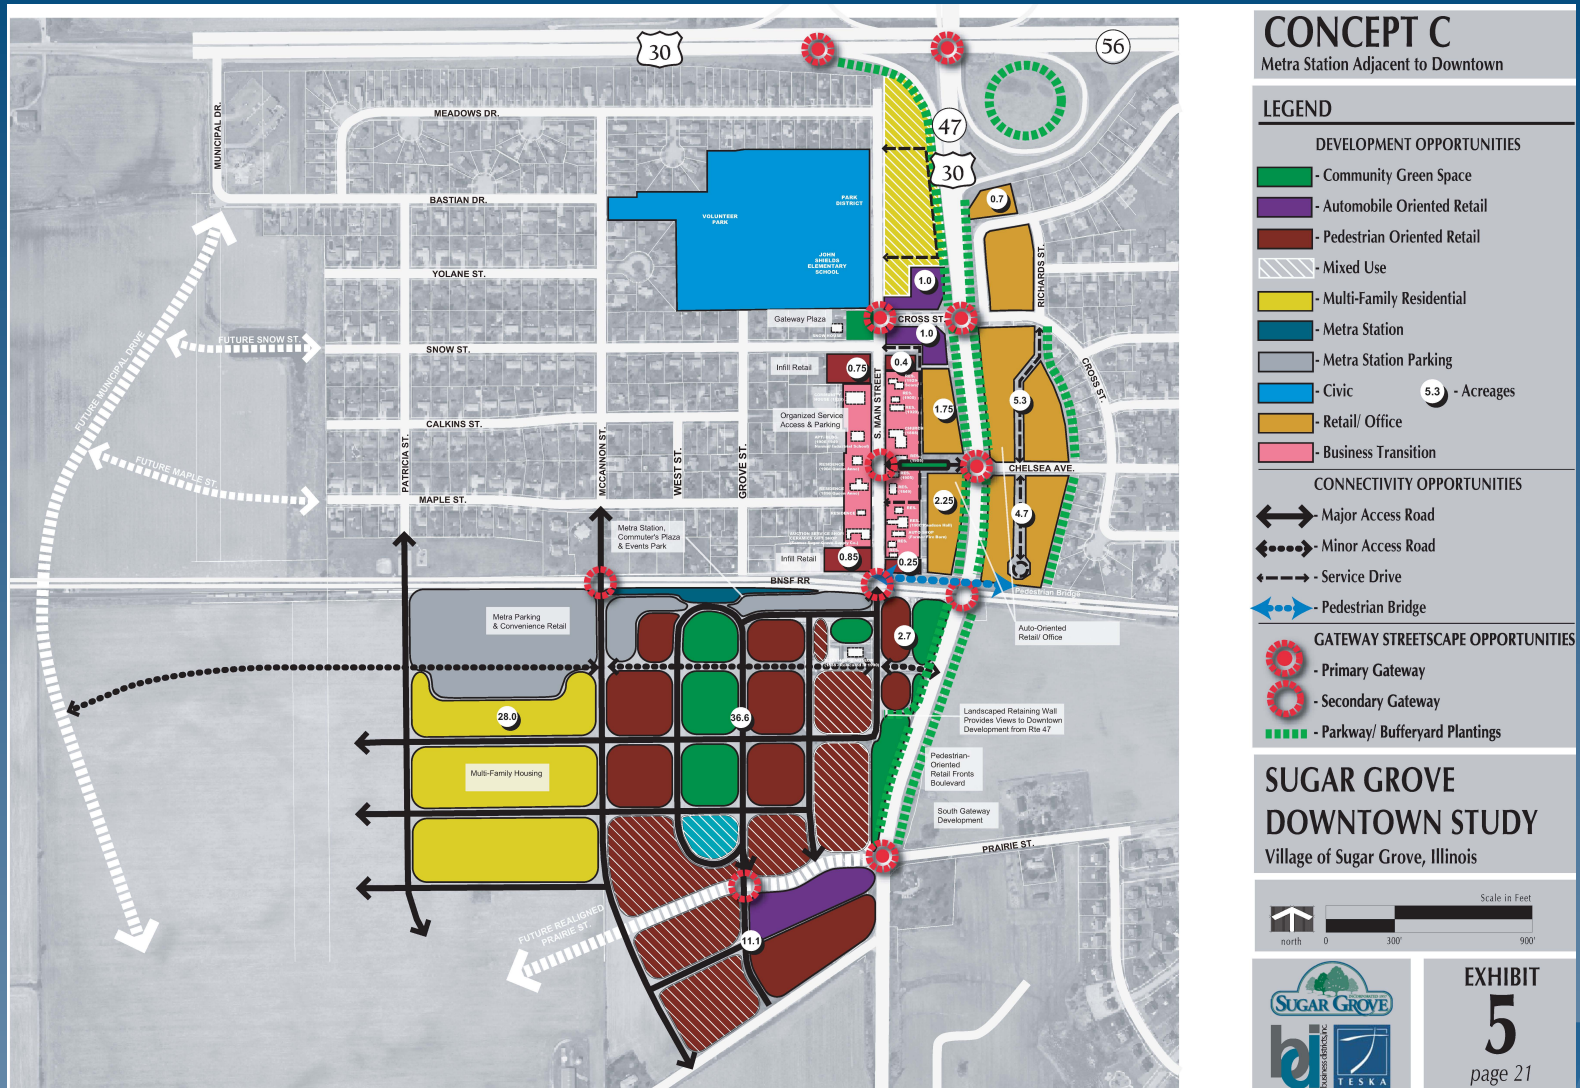 CONCEPT C
Metra Station Adjacent to Downtown
LEGEND
DEVELOPMENT OPPORTUNITIES
- Community Green Space
- Automobile Oriented Retail
- Pedestrian Oriented Retail
- Mixed Use
- Multi-Family Residential
- Metra Station
- Metra Station Parking
- Civic
5.3 - Acreages
- Retail/ Office
- Business Transition
CONNECTIVITY OPPORTUNITIES
- Major Access Road
- Minor Access Road
- Service Drive
- Pedestrian Bridge
GATEWAY STREETSCAPE OPPORTUNITIES
- Primary Gateway
- Secondary Gateway
- Parkway/ Bufferyard Plantings
SUGAR GROVE
DOWNTOWN STUDY
Village of Sugar Grove, Illinois
Scale in Feet
north
0
300'
900'
SUGAR GROVE
bdi
business districts, inc.
TESKA
EXHIBIT
5
page 21
30
56
47
30
MUNICIPAL DR.
MEADOWS DR.
BASTIAN DR.
YOLANE ST.
SNOW ST.
CALKINS ST.
MAPLE ST.
PATRICIA ST.
MCCANNON ST.
WEST ST.
GROVE ST.
S. MAIN STREET
CROSS ST.
RICHARDS ST.
CROSS ST.
CHELSEA AVE.
BNSF RR
PRAIRIE ST.
FUTURE MUNICIPAL DRIVE
FUTURE SNOW ST.
FUTURE MAPLE ST.
FUTURE REALIGNED
PRAIRIE ST.
VOLUNTEER
PARK
PARK
DISTRICT
JOHN
SHIELDS
ELEMENTARY
SCHOOL
Gateway Plaza
Infill Retail
Organized Service
Access & Parking
Infill Retail
Metra Station,
Commuter's Plaza
& Events Park
Metra Parking
& Convenience Retail
Multi-Family Housing
Pedestrian Bridge
Auto-Oriented
Retail/ Office
Landscaped Retaining Wall
Provides Views to Downtown
Development from Rte 47
Pedestrian-
Oriented
Retail Fronts
Boulevard
South Gateway
Development
0.7
1.0
1.0
0.75
0.4
1.75
5.3
2.25
4.7
0.85
0.25
2.7
28.0
36.6
11.1